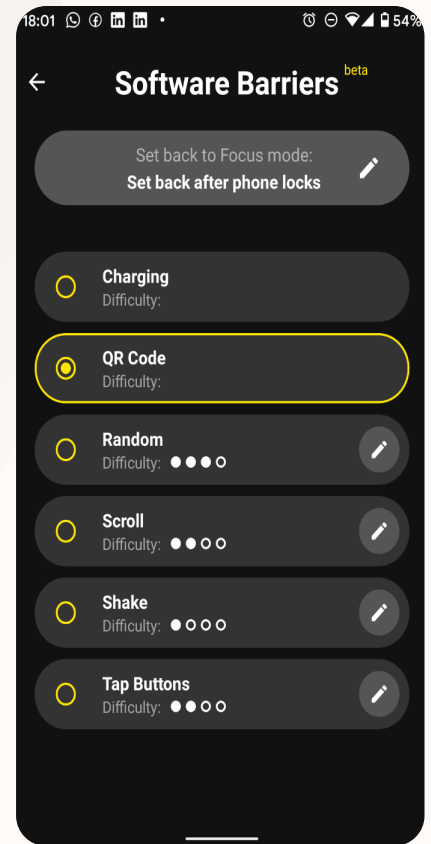 18:01 54%
Software Barriers beta
Set back to Focus mode:
Set back after phone locks
Charging
Difficulty:
QR Code
Difficulty:
Random
Difficulty:
Scroll
Difficulty:
Shake
Difficulty:
Tap Buttons
Difficulty: